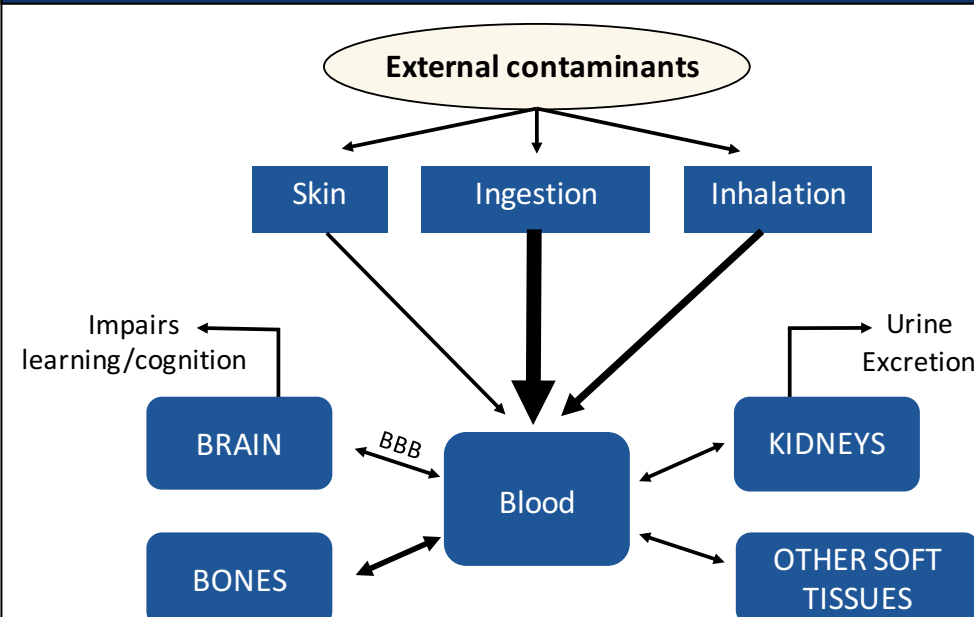 External contaminants
Skin
Ingestion
Inhalation
Impairs
learning/cognition
Urine
Excretion
BRAIN
BBB
Blood
KIDNEYS
BONES
OTHER SOFT
TISSUES